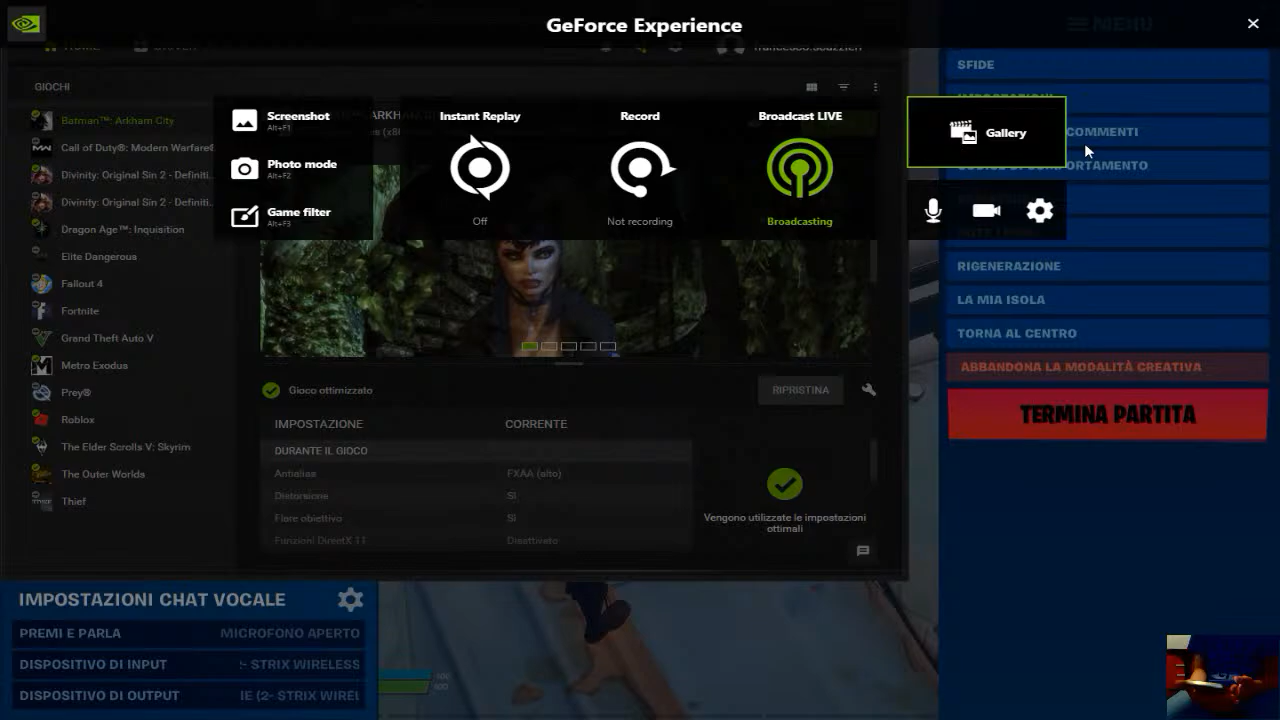 GeForce Experience
MENU
GIOCHI
Batman™: Arkham City
Call of Duty®: Modern Warfare®
Divinity: Original Sin 2 - Definiti...
Divinity: Original Sin 2 - Definiti...
Dragon Age™: Inquisition
Elite Dangerous
Fallout 4
Fortnite
Grand Theft Auto V
Metro Exodus
Prey®
Roblox
The Elder Scrolls V: Skyrim
The Outer Worlds
Thief
Screenshot
Alt+F1
Photo mode
Alt+F2
Game filter
Alt+F3
Instant Replay
Off
Record
Not recording
Broadcast LIVE
Broadcasting
Gallery
SFIDE
COMMENTI
RIGENERAZIONE
LA MIA ISOLA
TORNA AL CENTRO
ABBANDONA LA MODALITÀ CREATIVA
TERMINA PARTITA
Gioco ottimizzato
RIPRISTINA
IMPOSTAZIONE CORRENTE
DURANTE IL GIOCO
Antialias FXAA (alto)
Distorsione Sì
Flare obiettivo Sì
Funzioni DirectX 11 Disattivato
Vengono utilizzate le impostazioni
ottimali
IMPOSTAZIONI CHAT VOCALE
PREMI E PARLA MICROFONO APERTO
DISPOSITIVO DI INPUT :- STRIX WIRELESS
DISPOSITIVO DI OUTPUT IE (2- STRIX WIREL